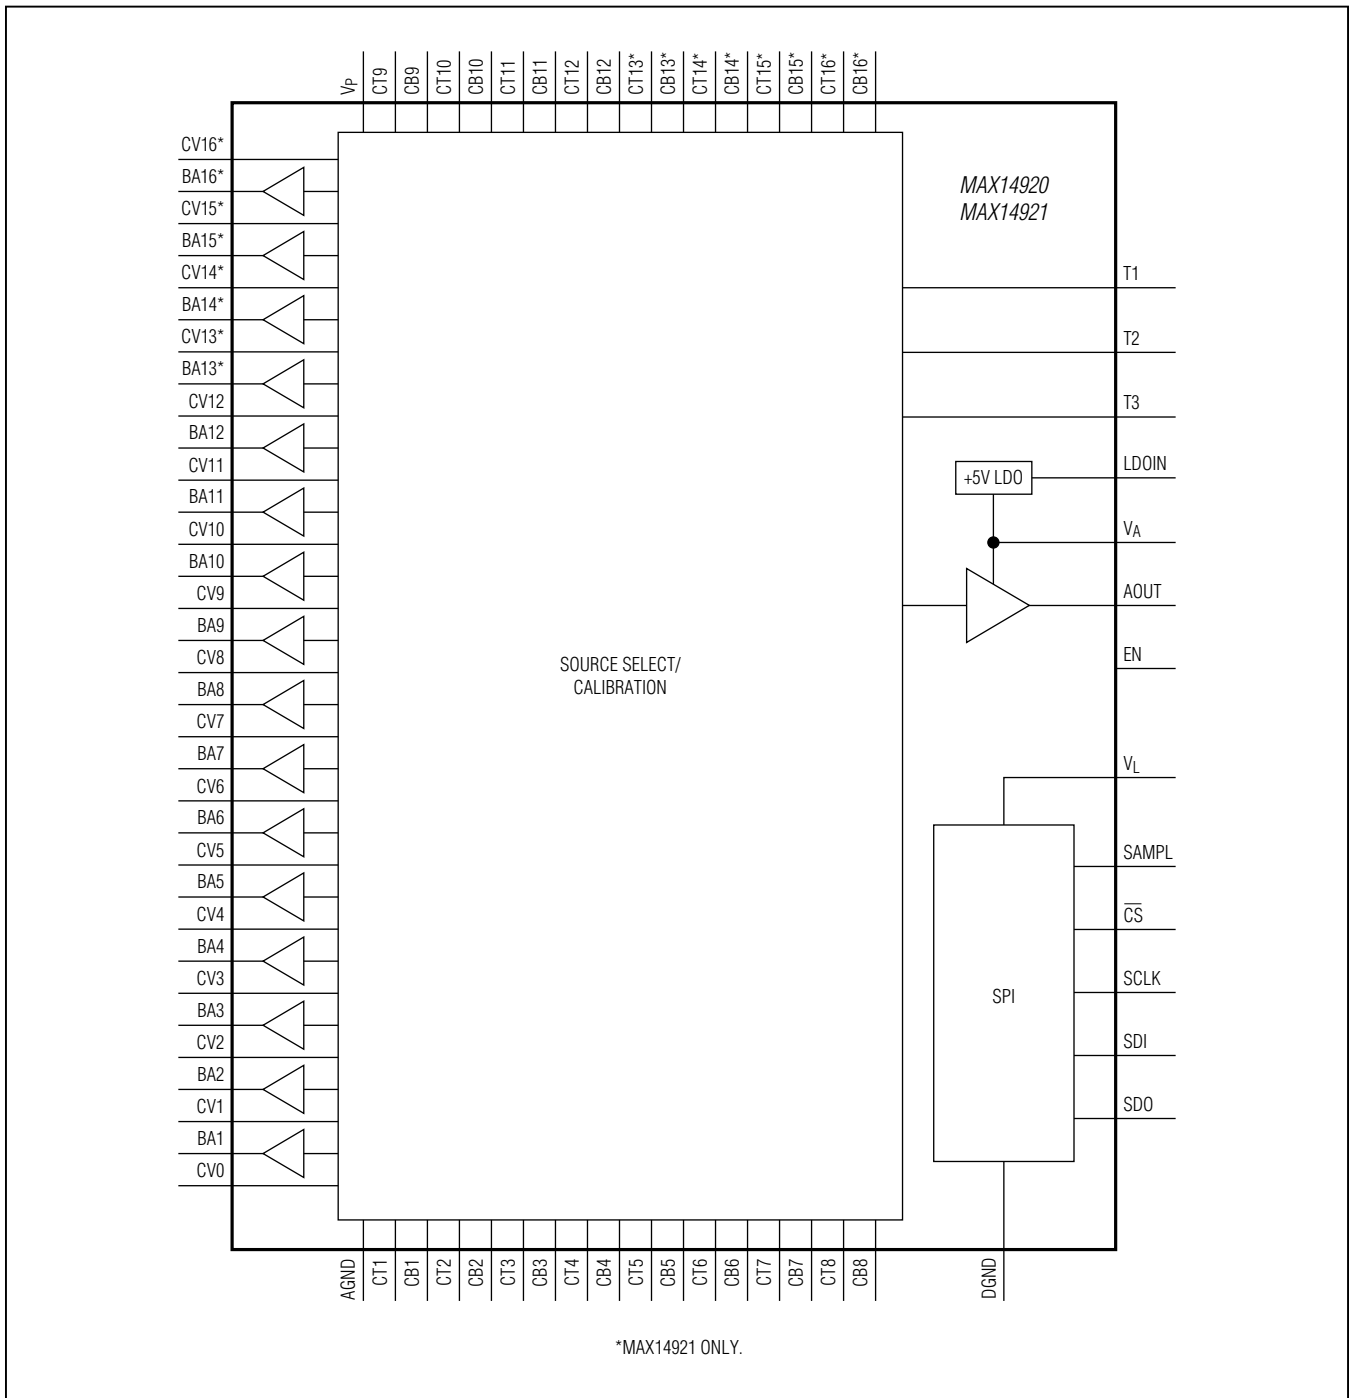 VP
CT9
CB9
CT10
CB10
CT11
CB11
CT12
CB12
CT13*
CB13*
CT14*
CB14*
CT15*
CB15*
CT16*
CB16*
CV16*
BA16*
CV15*
BA15*
CV14*
BA14*
CV13*
BA13*
CV12
BA12
CV11
BA11
CV10
BA10
CV9
BA9
CV8
BA8
CV7
BA7
CV6
BA6
CV5
BA5
CV4
BA4
CV3
BA3
CV2
BA2
CV1
BA1
CV0
SOURCE SELECT/
CALIBRATION
MAX14920
MAX14921
T1
T2
T3
+5V LDO
LDOIN
VA
AOUT
EN
VL
SPI
SAMPL
CS
SCLK
SDI
SDO
AGND
CT1
CB1
CT2
CB2
CT3
CB3
CT4
CB4
CT5
CB5
CT6
CB6
CT7
CB7
CT8
CB8
DGND
*MAX14921 ONLY.